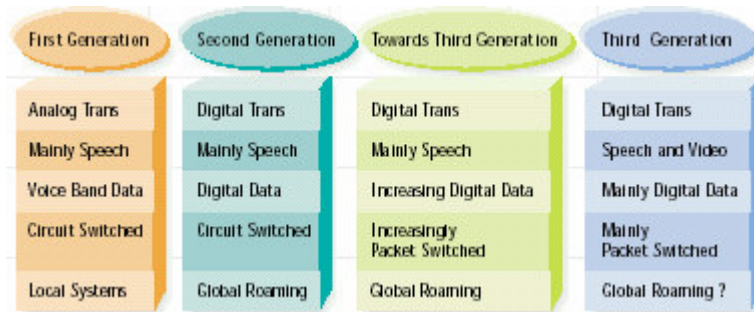 First Generation
Second Generation
Towards Third Generation
Third Generation
Analog Trans
Mainly Speech
Voice Band Data
Circuit Switched
Local Systems
Digital Trans
Mainly Speech
Digital Data
Circuit Switched
Global Roaming
Digital Trans
Mainly Speech
Increasing Digital Data
Increasingly
Packet Switched
Global Roaming
Digital Trans
Speech and Video
Mainly Digital Data
Mainly
Packet Switched
Global Roaming ?